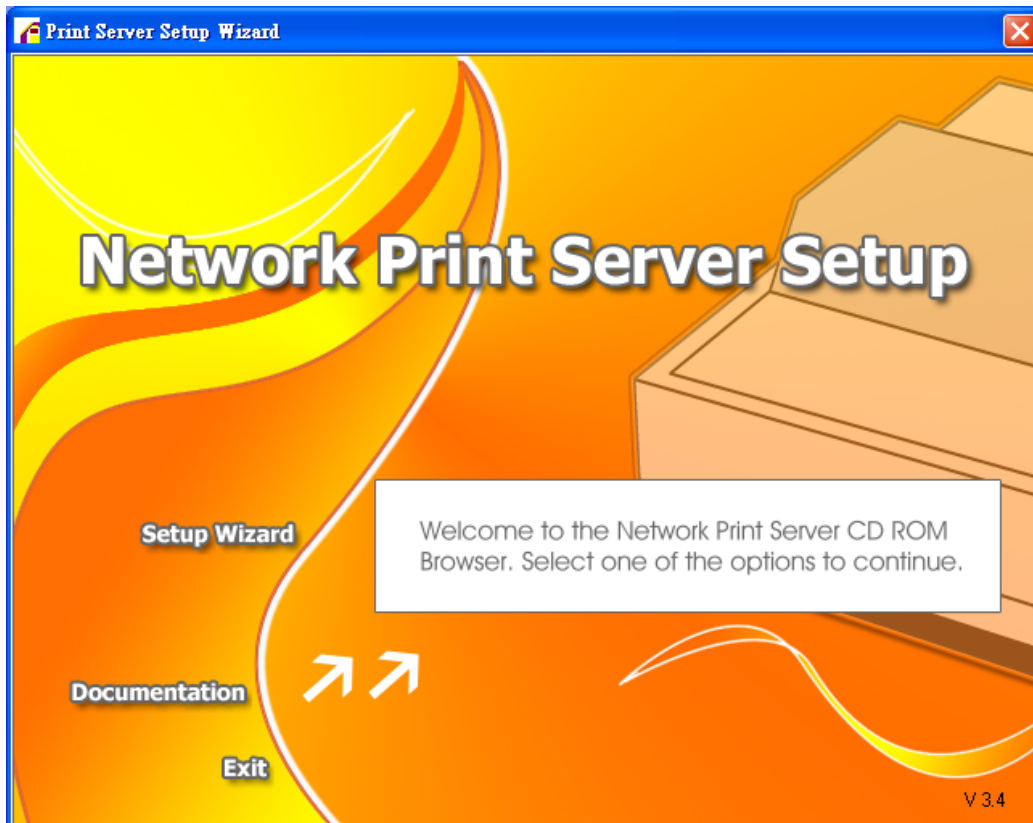 Print Server Setup Wizard
Network Print Server Setup
Setup Wizard
Welcome to the Network Print Server CD ROM
Browser. Select one of the options to continue.
Documentation
Exit
V 3.4